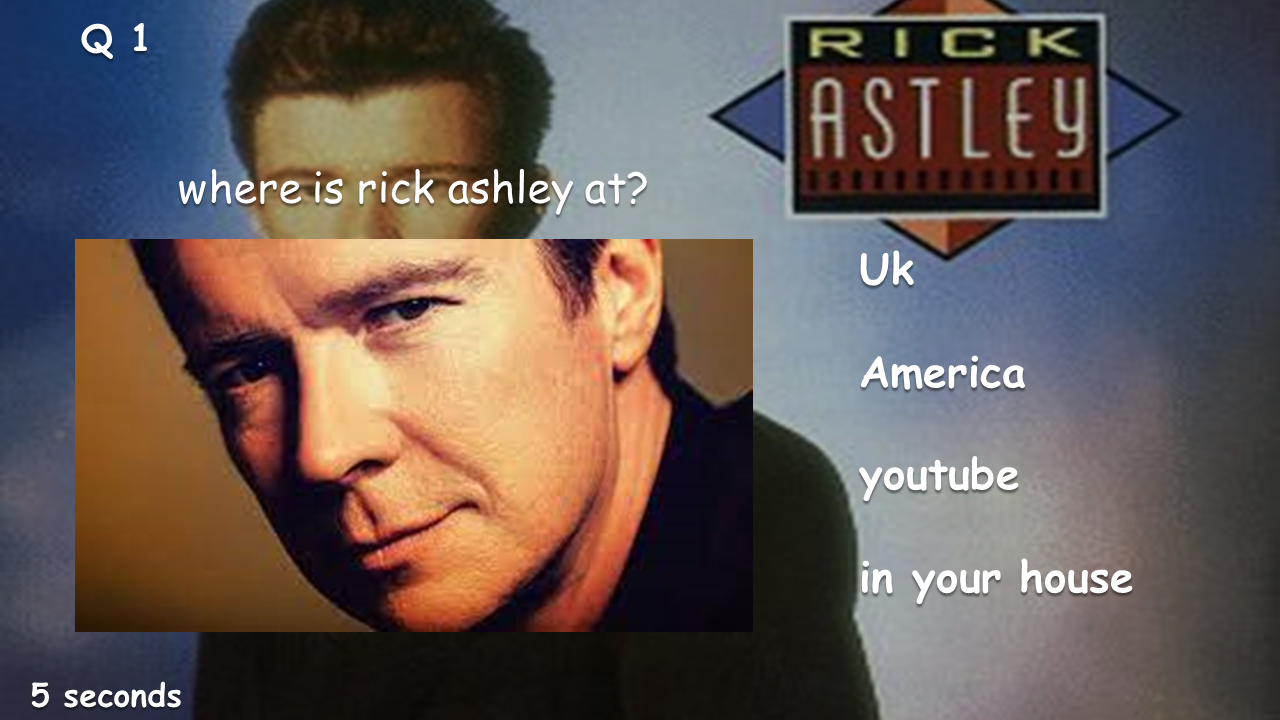 Q 1
RICK
ASTLEY
where is rick ashley at?
Uk
America
youtube
in your house
5 seconds